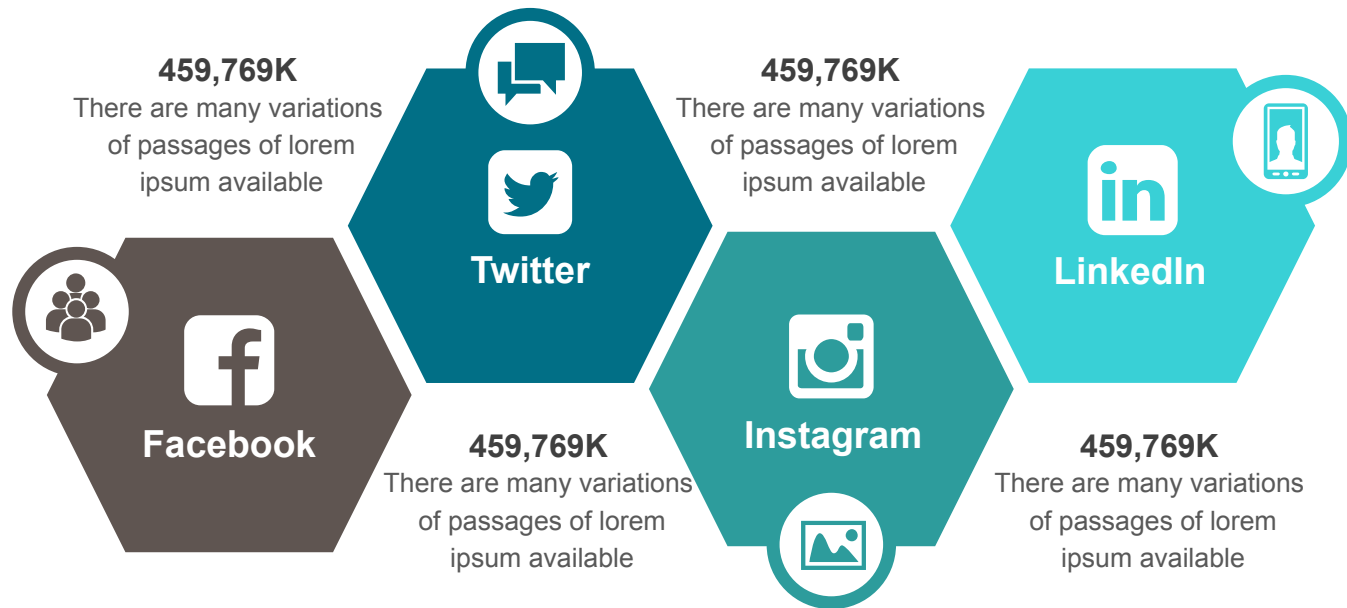 459,769K
There are many variations
of passages of lorem
ipsum available
Facebook
Twitter
459,769K
There are many variations
of passages of lorem
ipsum available
459,769K
There are many variations
of passages of lorem
ipsum available
Instagram
in
LinkedIn
459,769K
There are many variations
of passages of lorem
ipsum available